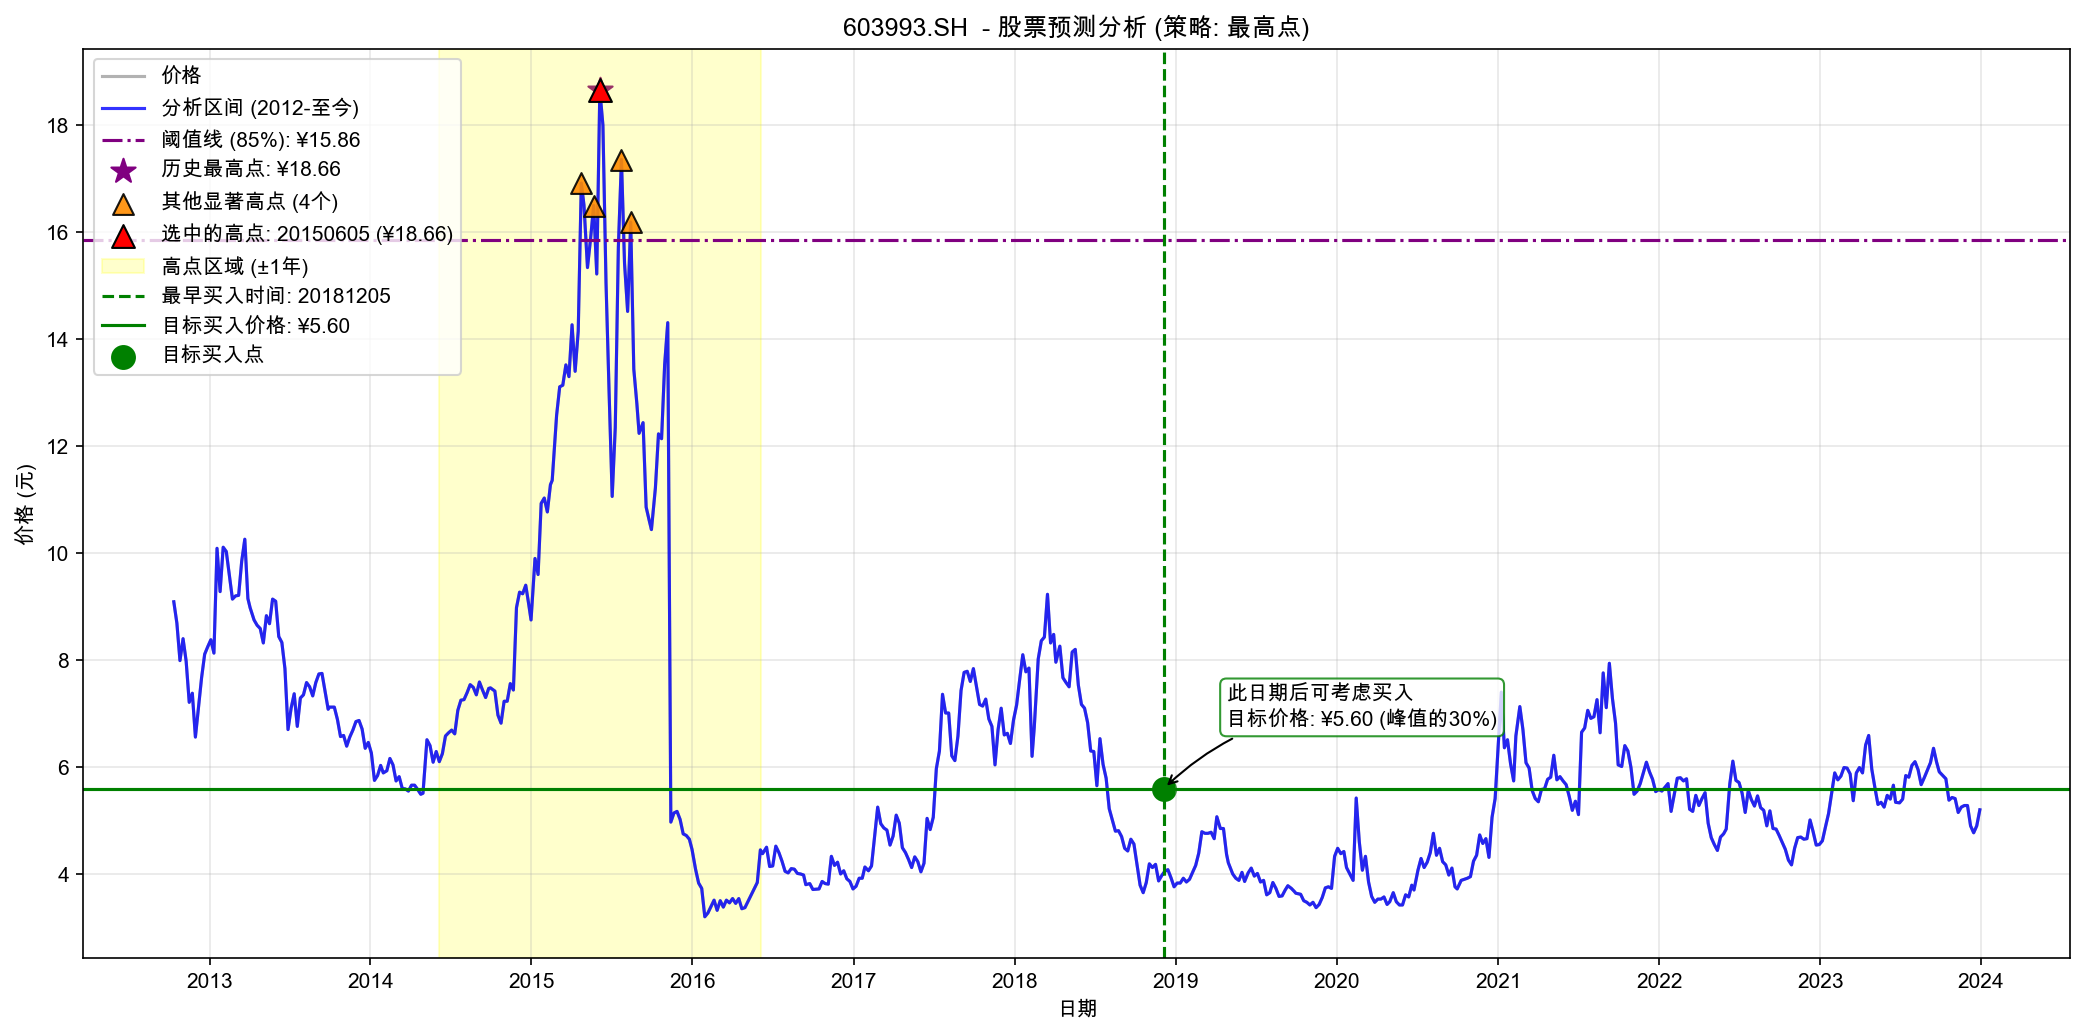 603993.SH - 股票预测分析 (策略: 最高点)
价格
分析区间 (2012-至今)
阈值线 (85%): ¥15.86
历史最高点: ¥18.66
其他显著高点 (4个)
选中的高点: 20150605 (¥18.66)
高点区域 (±1年)
最早买入时间: 20181205
目标买入价格: ¥5.60
目标买入点
18
16
14
12
10
8
6
4
价格 (元)
此日期后可考虑买入
目标价格: ¥5.60 (峰值的30%)
2013
2014
2015
2016
2017
2018
2019
2020
2021
2022
2023
2024
日期